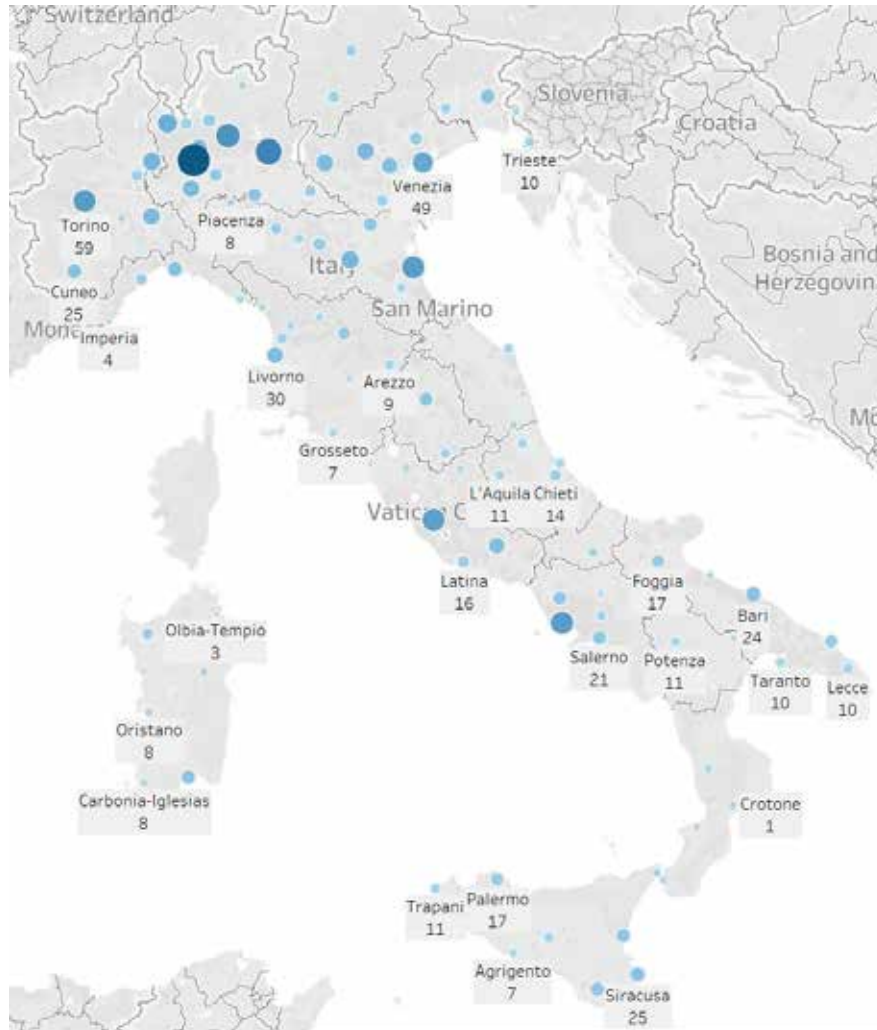 Switzerland
Slovenia
Croatia
Trieste
10
Venezia
49
Torino
59
Piacenza
8
Bosnia and
Herzegovina
Italy
Cuneo
25
San Marino
Imperia
4
Livorno
30
Arezzo
9
Grosseto
7
L'Aquila
11
Chieti
14
Latina
16
Foggia
17
Bari
24
Olbia-Tempio
3
Salerno
21
Potenza
11
Taranto
10
Lecce
10
Oristano
8
Carbonia-Iglesias
8
Crotone
1
Trapani
11
Palermo
17
Agrigento
7
Siracusa
25